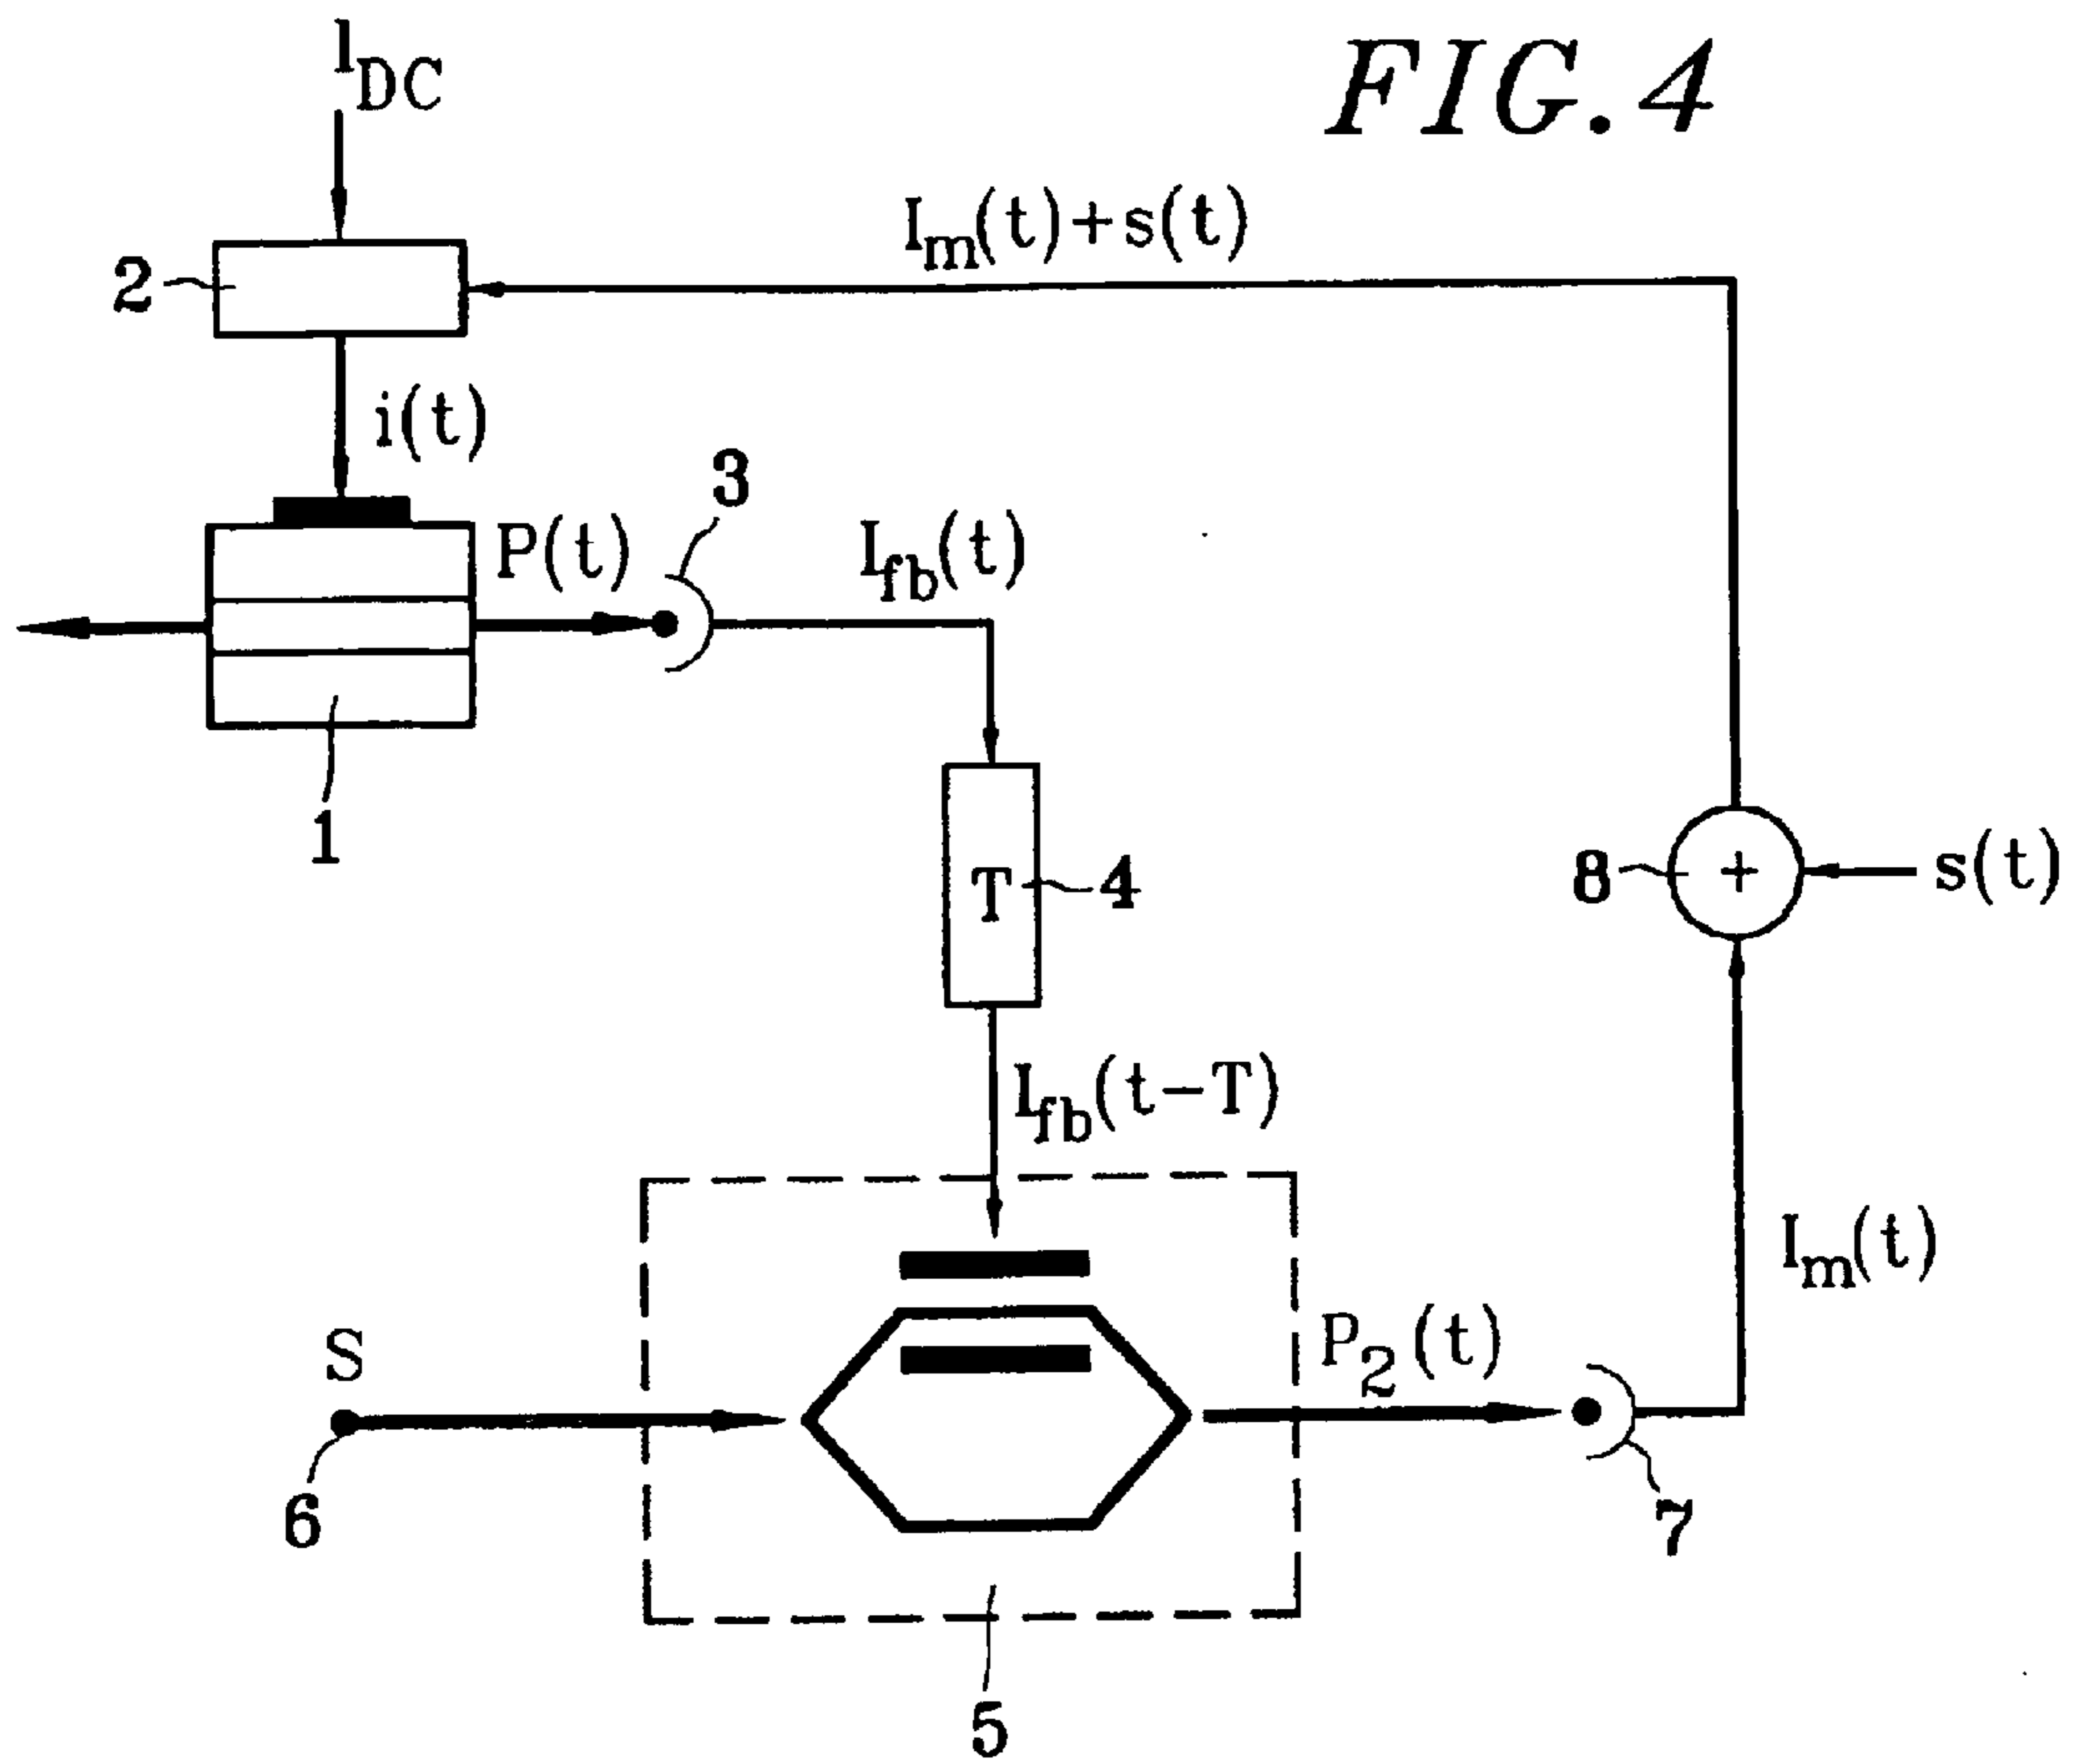 I_DC
FIG. 4
I_m(t)+s(t)
2
i(t)
3
P(t)
I_fb(t)
1
T
4
8
+
s(t)
I_fb(t-T)
I_m(t)
S
P_2(t)
6
7
5